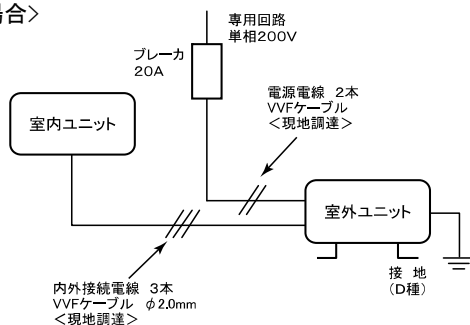 場合>
専用回路
単相200V
ブレーカ
20A
電源電線 2本
VVFケーブル
<現地調達>
室内ユニット
室外ユニット
接 地
(D種)
内外接続電線 3本
VVFケーブル φ2.0mm
<現地調達>